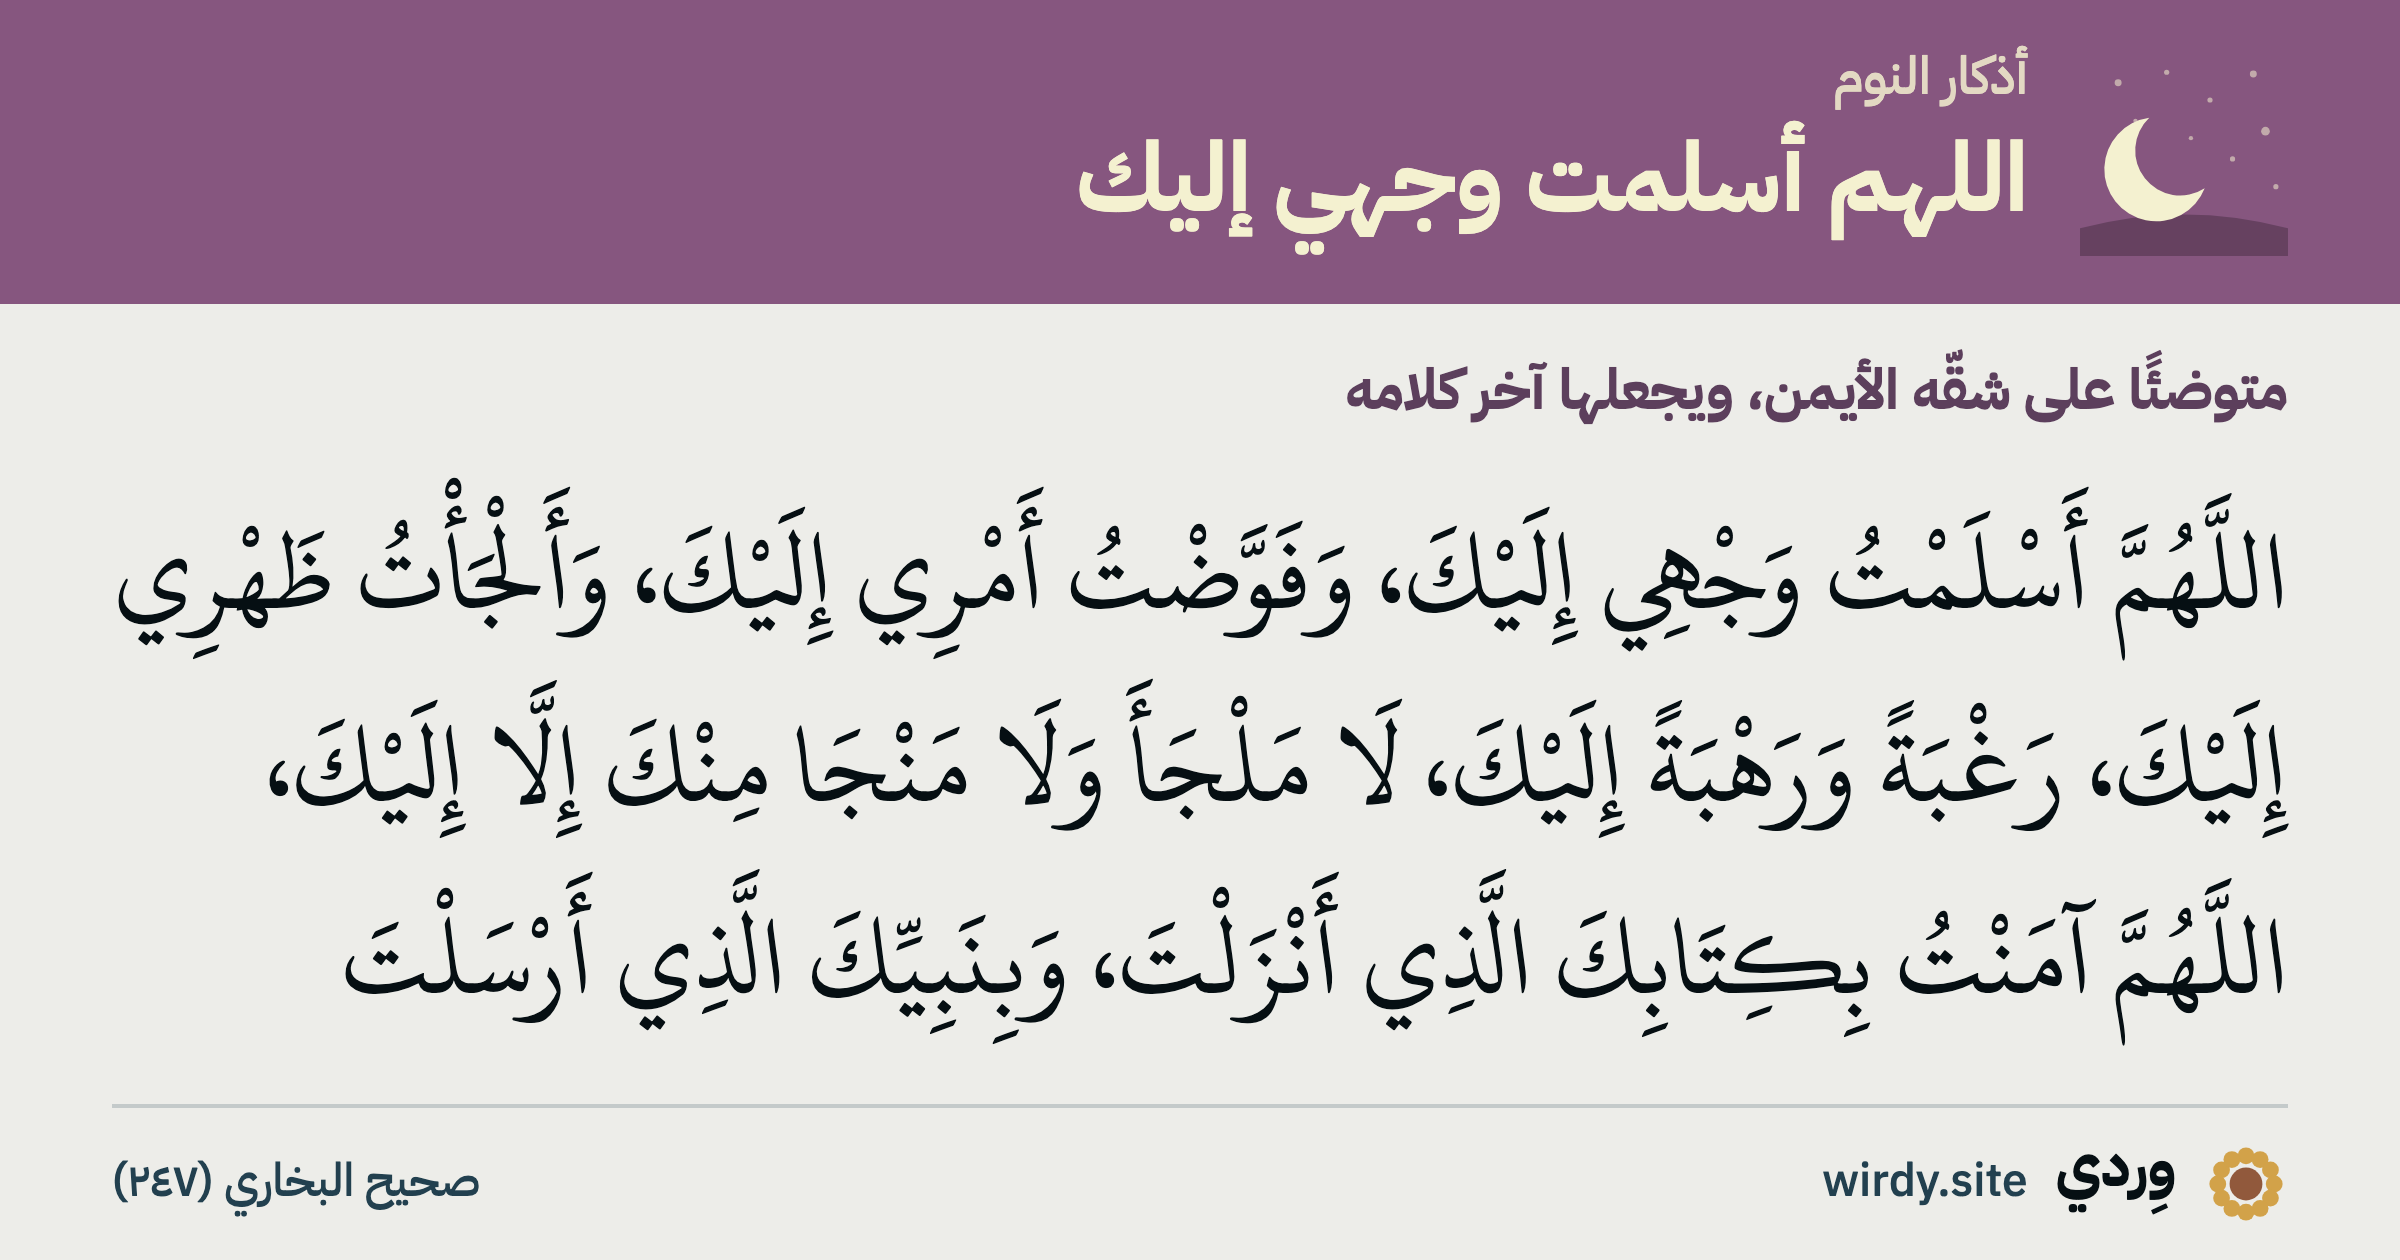 أذكار النوم
اللهم أسلمت وجهي إليك
متوضئًا على شقّه الأيمن، ويجعلها آخر كلامه
اللَّهُمَّ أَسْلَمْتُ وَجْهِي إِلَيْكَ، وَفَوَّضْتُ أَمْرِي إِلَيْكَ، وَأَلْجَأْتُ ظَهْرِي
إِلَيْكَ، رَغْبَةً وَرَهْبَةً إِلَيْكَ، لَا مَلْجَأَ وَلَا مَنْجَا مِنْكَ إِلَّا إِلَيْكَ،
اللَّهُمَّ آمَنْتُ بِكِتَابِكَ الَّذِي أَنْزَلْتَ، وَبِنَبِيِّكَ الَّذِي أَرْسَلْتَ
وِردي wirdy.site
صحيح البخاري (٢٤٧)